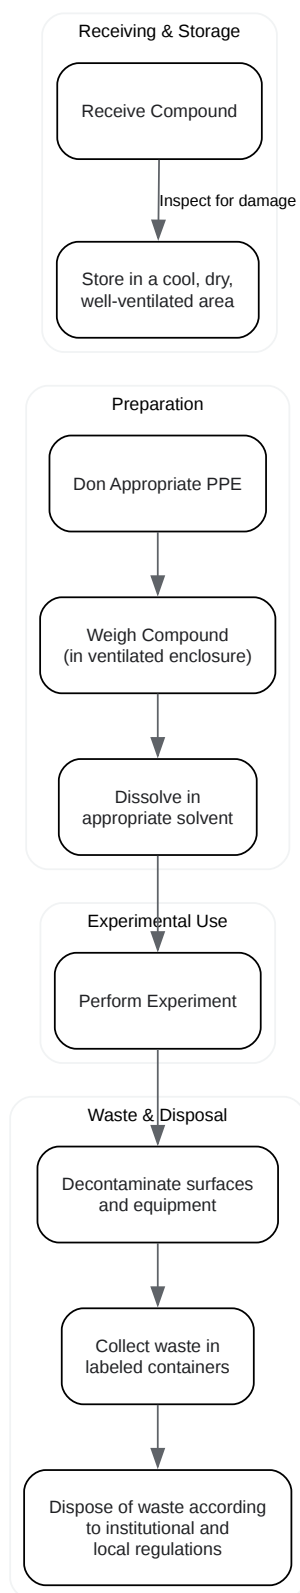 Receiving & Storage
Receive Compound
Inspect for damage
Store in a cool, dry,
well-ventilated area
Preparation
Don Appropriate PPE
Weigh Compound
(in ventilated enclosure)
Dissolve in
appropriate solvent
Experimental Use
Perform Experiment
Waste & Disposal
Decontaminate surfaces
and equipment
Collect waste in
labeled containers
Dispose of waste according
to institutional and
local regulations